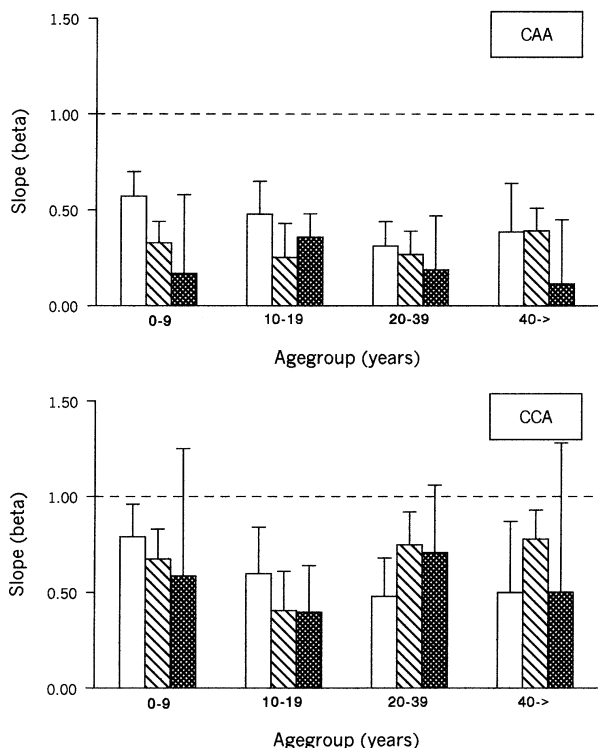 1.50
CAA
1.00
Slope (beta)
0.50
0.00
0-9 10-19 20-39 40->
Agegroup (years)
1.50
CCA
1.00
Slope (beta)
0.50
0.00
0-9 10-19 20-39 40->
Agegroup (years)